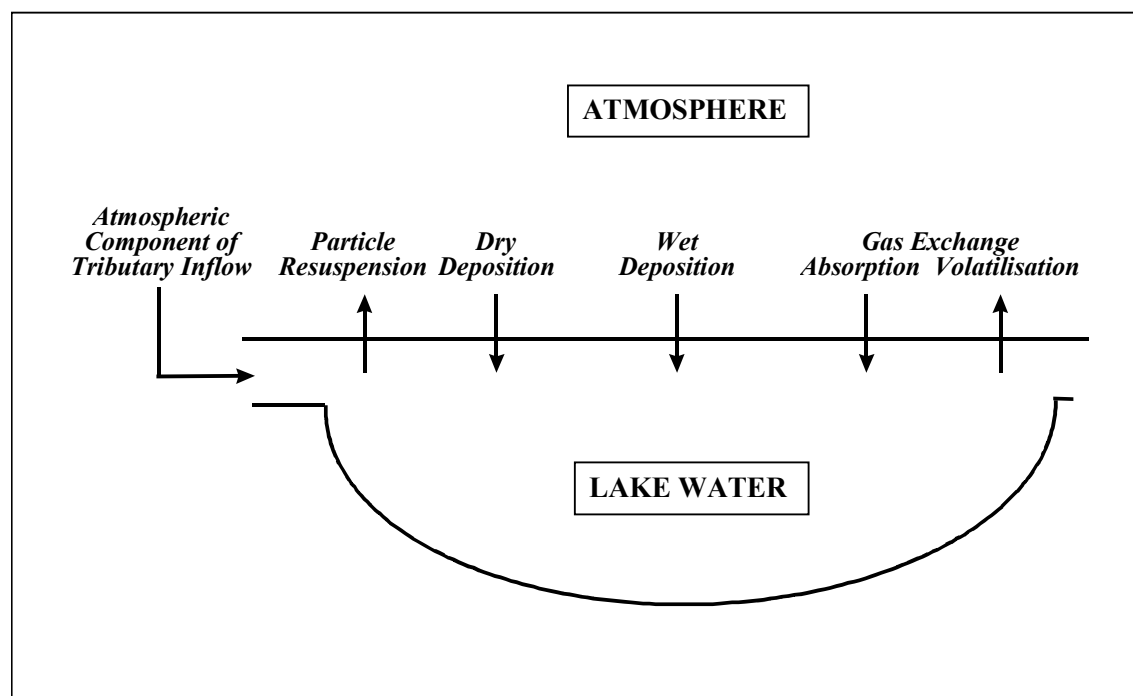 ATMOSPHERE
Atmospheric
Component of
Tributary Inflow
Particle
Resuspension
Dry
Deposition
Wet
Deposition
Gas Exchange
Absorption Volatilisation
LAKE WATER